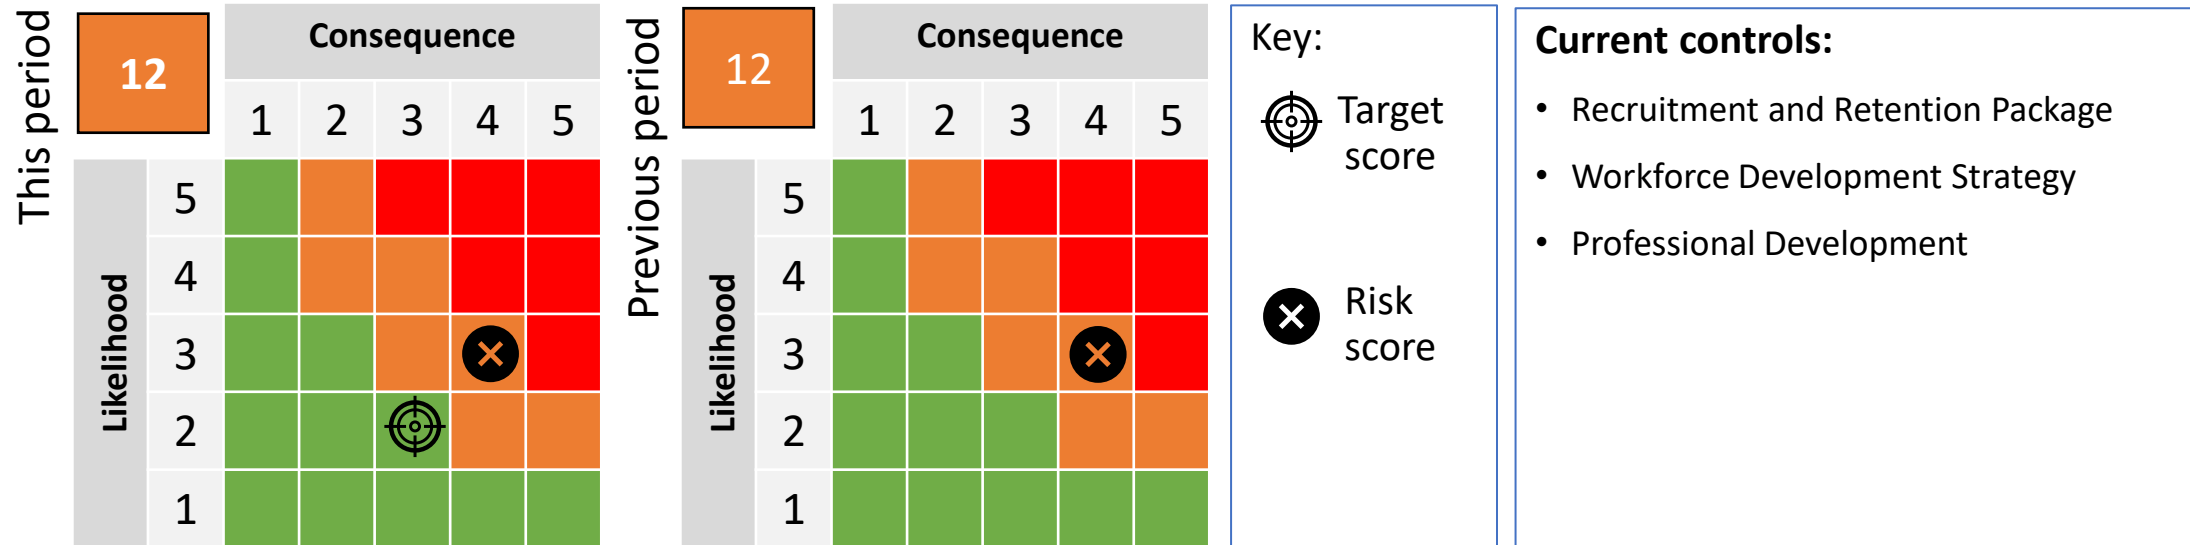 This period
12
Consequence
1 2 3 4 5
Likelihood
5
4
3
2
1
Previous period
12
Consequence
1 2 3 4 5
Likelihood
5
4
3
2
1
Key:
Target
score
Risk
score
Current controls:
• Recruitment and Retention Package
• Workforce Development Strategy
• Professional Development